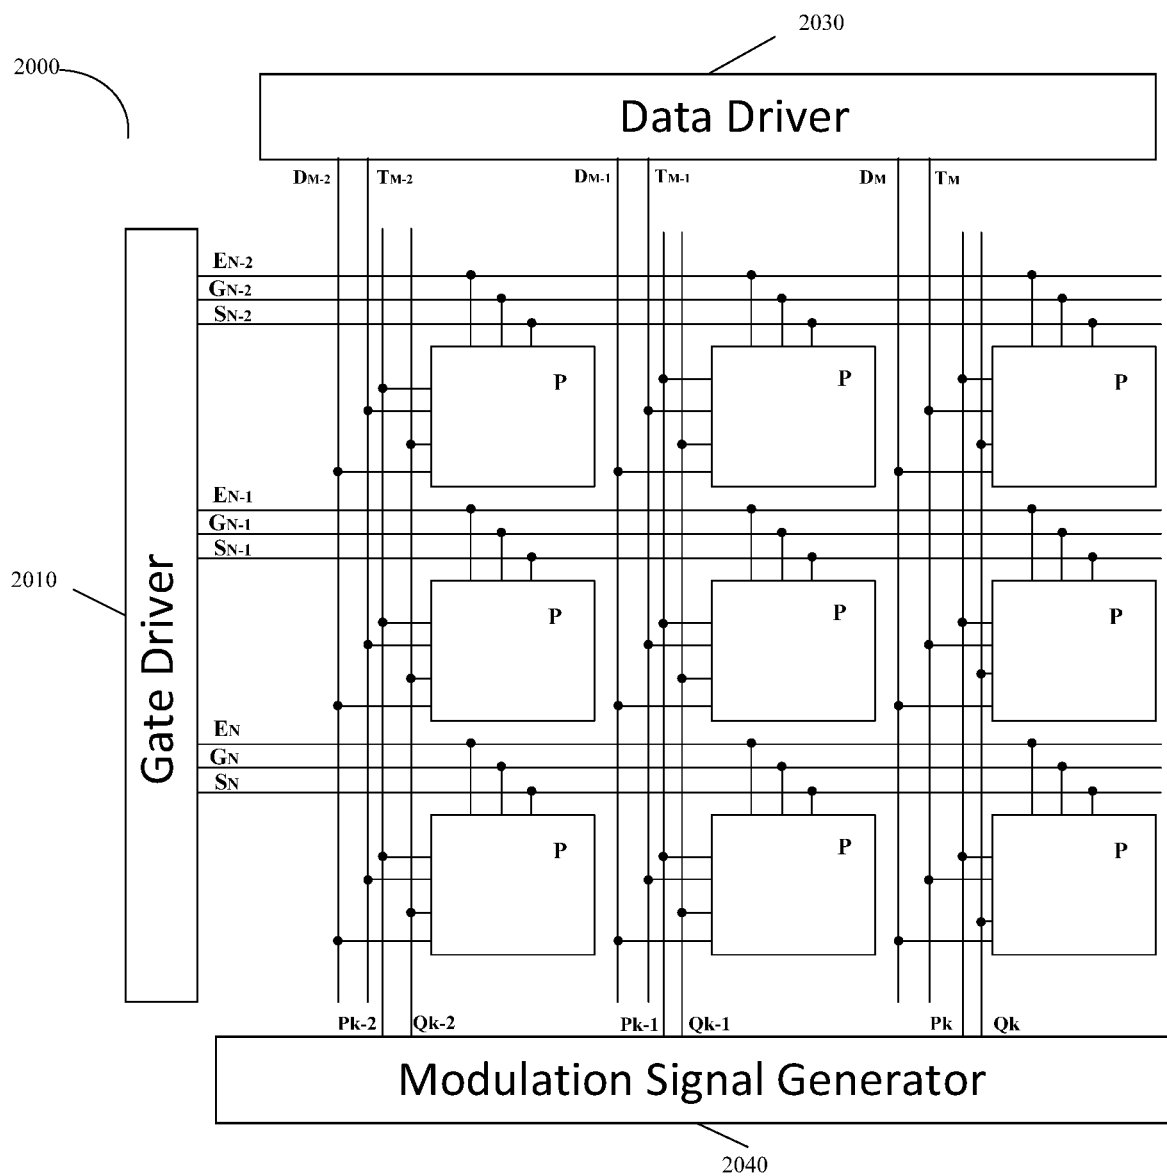 2030
2000
Data Driver
DM-2 TM-2 DM-1 TM-1 DM TM
EN-2
GN-2
SN-2
P P P
EN-1
GN-1
SN-1
2010
P P P
Gate Driver
EN
GN
SN
P P P
Pk-2 Qk-2 Pk-1 Qk-1 Pk Qk
Modulation Signal Generator
2040